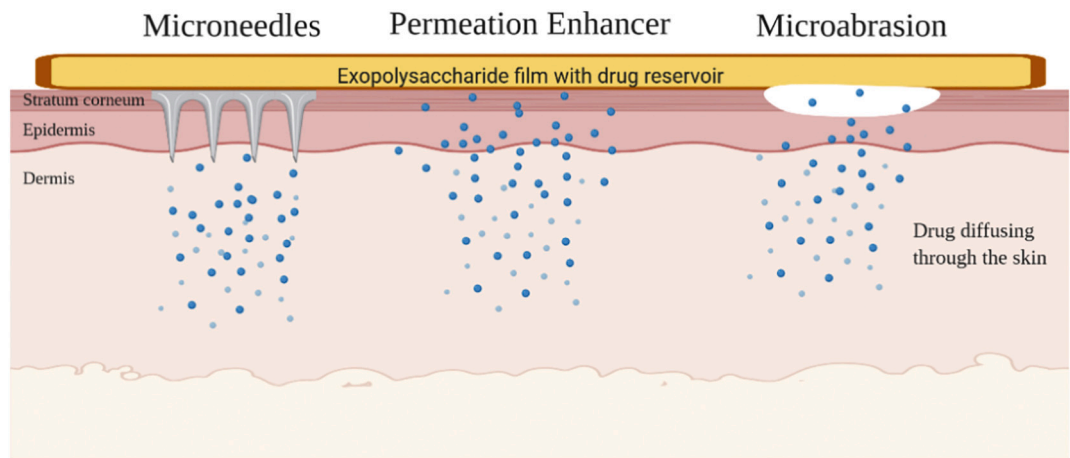 Microneedles
Permeation Enhancer
Microabrasion
Exopolysaccharide film with drug reservoir
Stratum corneum
Epidermis
Dermis
Drug diffusing
through the skin